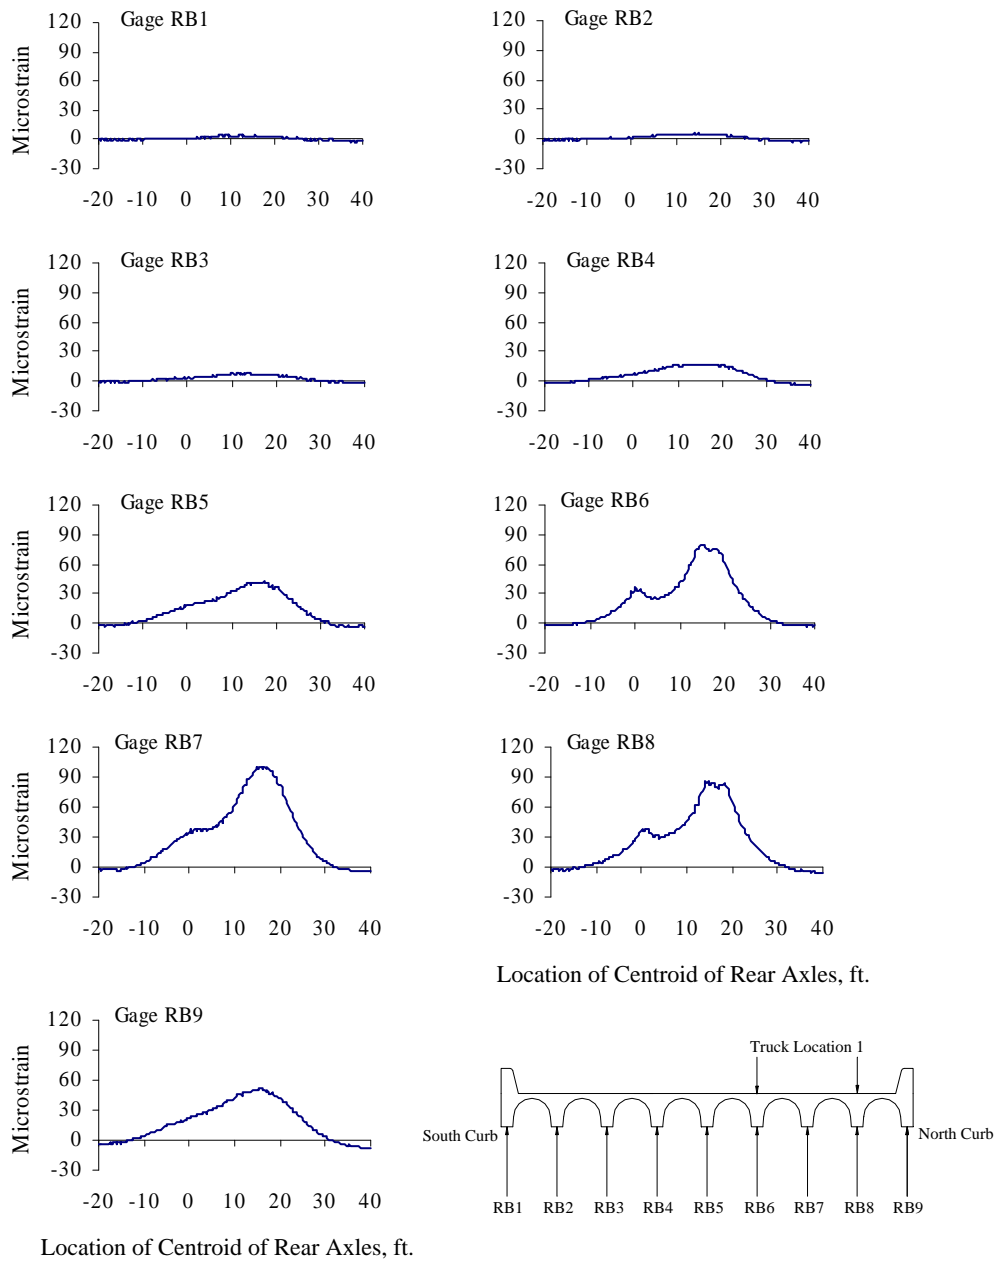 Gage RB1
120
90
60
30
0
-30
Microstrain
-20 -10 0 10 20 30 40
Gage RB2
120
90
60
30
0
-30
-20 -10 0 10 20 30 40
Gage RB3
120
90
60
30
0
-30
Microstrain
-20 -10 0 10 20 30 40
Gage RB4
120
90
60
30
0
-30
-20 -10 0 10 20 30 40
Gage RB5
120
90
60
30
0
-30
Microstrain
-20 -10 0 10 20 30 40
Gage RB6
120
90
60
30
0
-30
-20 -10 0 10 20 30 40
Gage RB7
120
90
60
30
0
-30
Microstrain
-20 -10 0 10 20 30 40
Gage RB8
120
90
60
30
0
-30
-20 -10 0 10 20 30 40
Location of Centroid of Rear Axles, ft.
Gage RB9
120
90
60
30
0
-30
Microstrain
-20 -10 0 10 20 30 40
Location of Centroid of Rear Axles, ft.
Truck Location 1
South Curb
North Curb
RB1 RB2 RB3 RB4 RB5 RB6 RB7 RB8 RB9